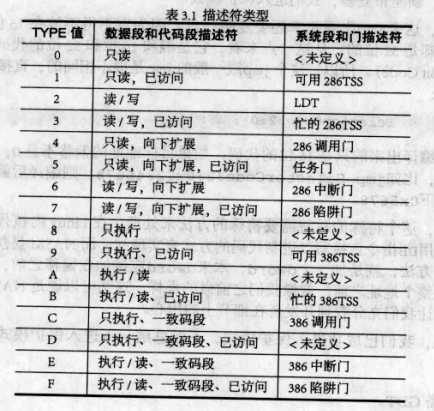 表 3.1 描述符类型
TYPE 值 数据段和代码段描述符 系统段和门描述符
0 只读 <未定义>
1 只读，已访问 可用 286TSS
2 读 / 写 LDT
3 读 / 写，已访问 忙的 286TSS
4 只读，向下扩展 286 调用门
5 只读，向下扩展，已访问 任务门
6 读 / 写，向下扩展 286 中断门
7 读 / 写，向下扩展，已访问 286 陷阱门
8 只执行 <未定义>
9 只执行、已访问 可用 386TSS
A 执行 / 读 <未定义>
B 执行 / 读、已访问 忙的 386TSS
C 只执行、一致码段 386 调用门
D 只执行、一致码段、已访问 <未定义>
E 执行 / 读、一致码段 386 中断门
F 执行 / 读、一致码段、已访问 386 陷阱门